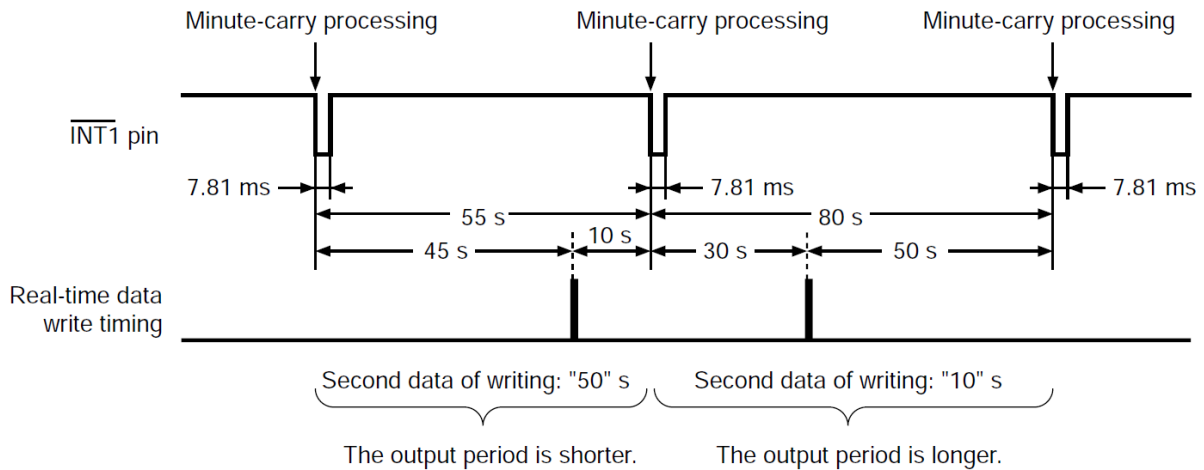 Minute-carry processing Minute-carry processing Minute-carry processing
INT1 pin
7.81 ms 7.81 ms 7.81 ms
55 s 80 s
45 s 10 s 30 s 50 s
Real-time data
write timing
Second data of writing: "50" s Second data of writing: "10" s
The output period is shorter. The output period is longer.